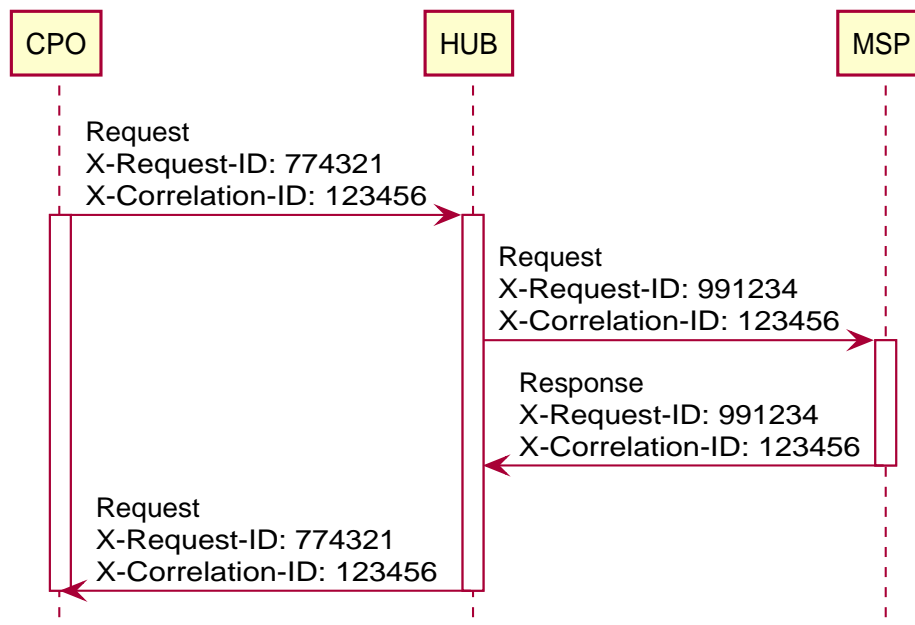 CPO
HUB
MSP
Request
X-Request-ID: 774321
X-Correlation-ID: 123456
Request
X-Request-ID: 991234
X-Correlation-ID: 123456
Response
X-Request-ID: 991234
X-Correlation-ID: 123456
Request
X-Request-ID: 774321
X-Correlation-ID: 123456